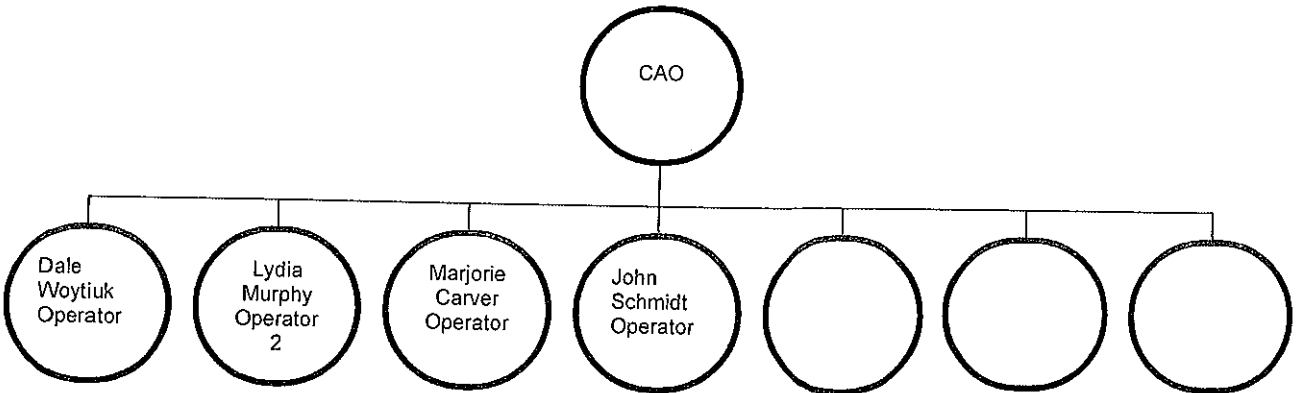 CAO
Dale
Woytiuk
Operator
Lydia
Murphy
Operator
2
Marjorie
Carver
Operator
John
Schmidt
Operator